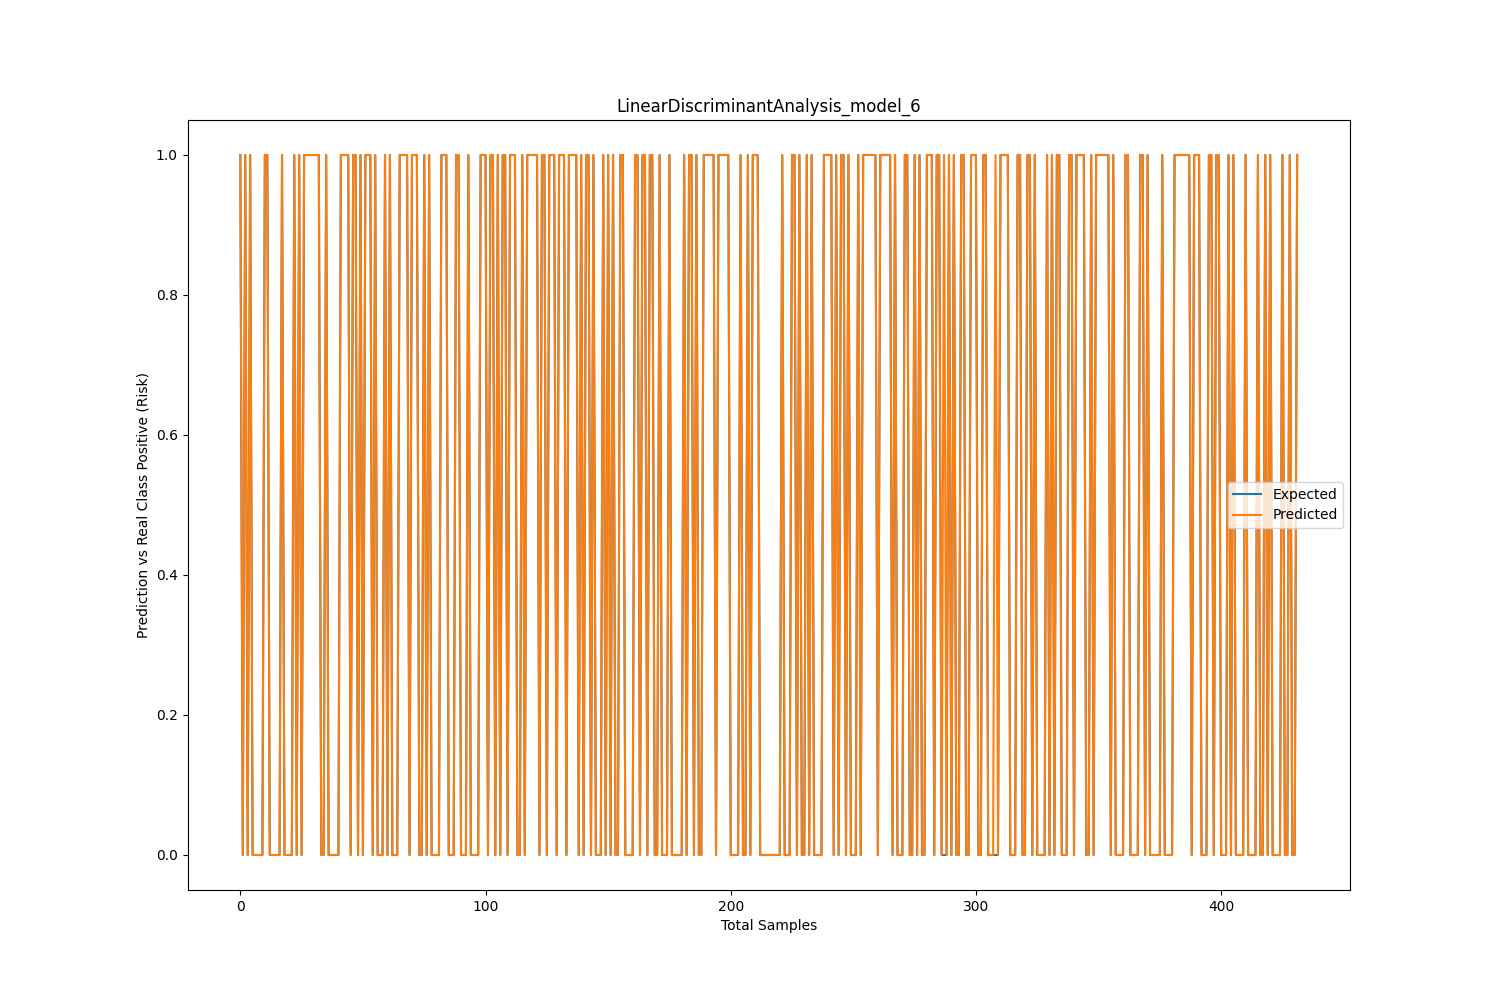 LinearDiscriminantAnalysis_model_6
1.0
0.8
0.6
0.4
0.2
0.0
Prediction vs Real Class Positive (Risk)
Expected
Predicted
0
100
200
300
400
Total Samples